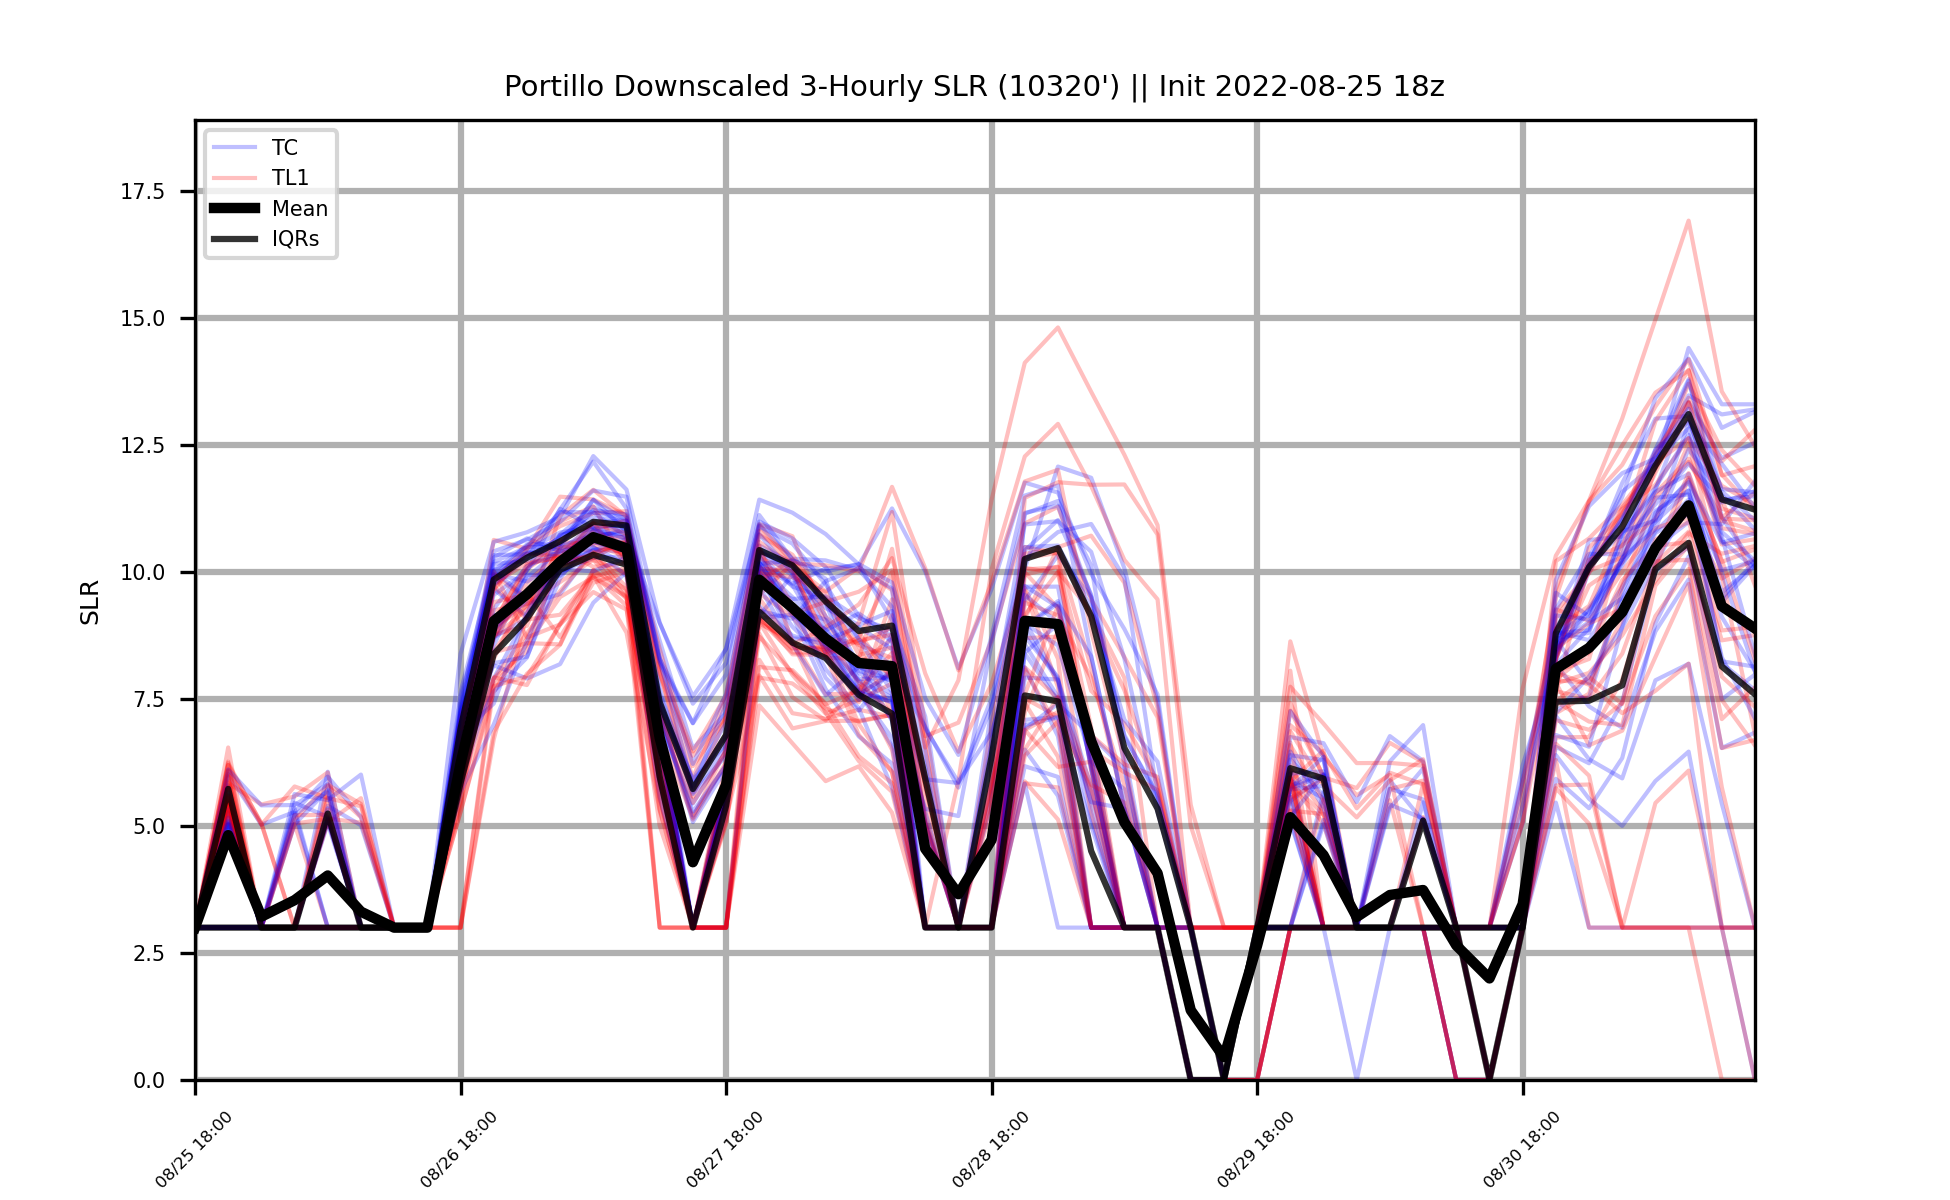 Portillo Downscaled 3-Hourly SLR (10320') || Init 2022-08-25 18z
TC
TL1
Mean
IQRs
SLR
17.5
15.0
12.5
10.0
7.5
5.0
2.5
0.0
08/25 18:00
08/26 18:00
08/27 18:00
08/28 18:00
08/29 18:00
08/30 18:00